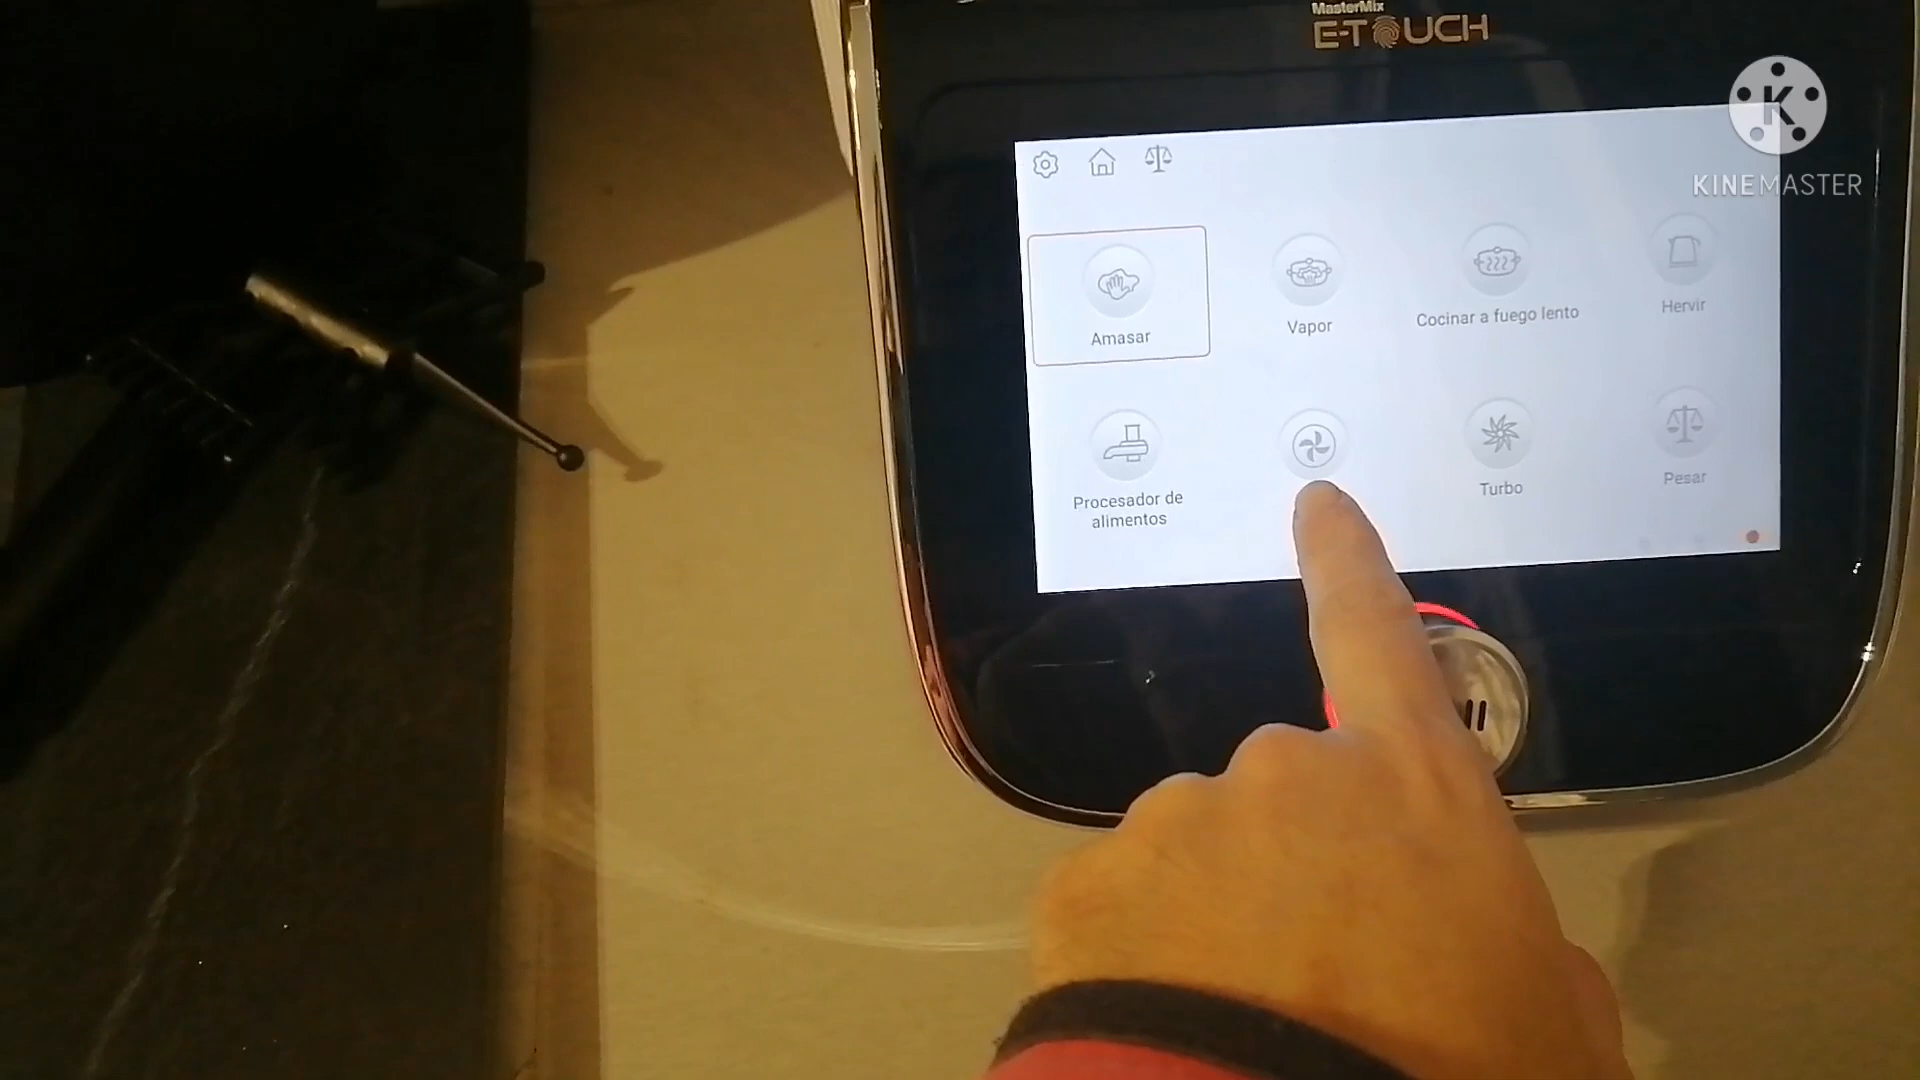 MasterMix
E-TOUCH
KINEMASTER
Amasar
Vapor
Cocinar a fuego lento
Hervir
Procesador de
alimentos
Turbo
Pesar